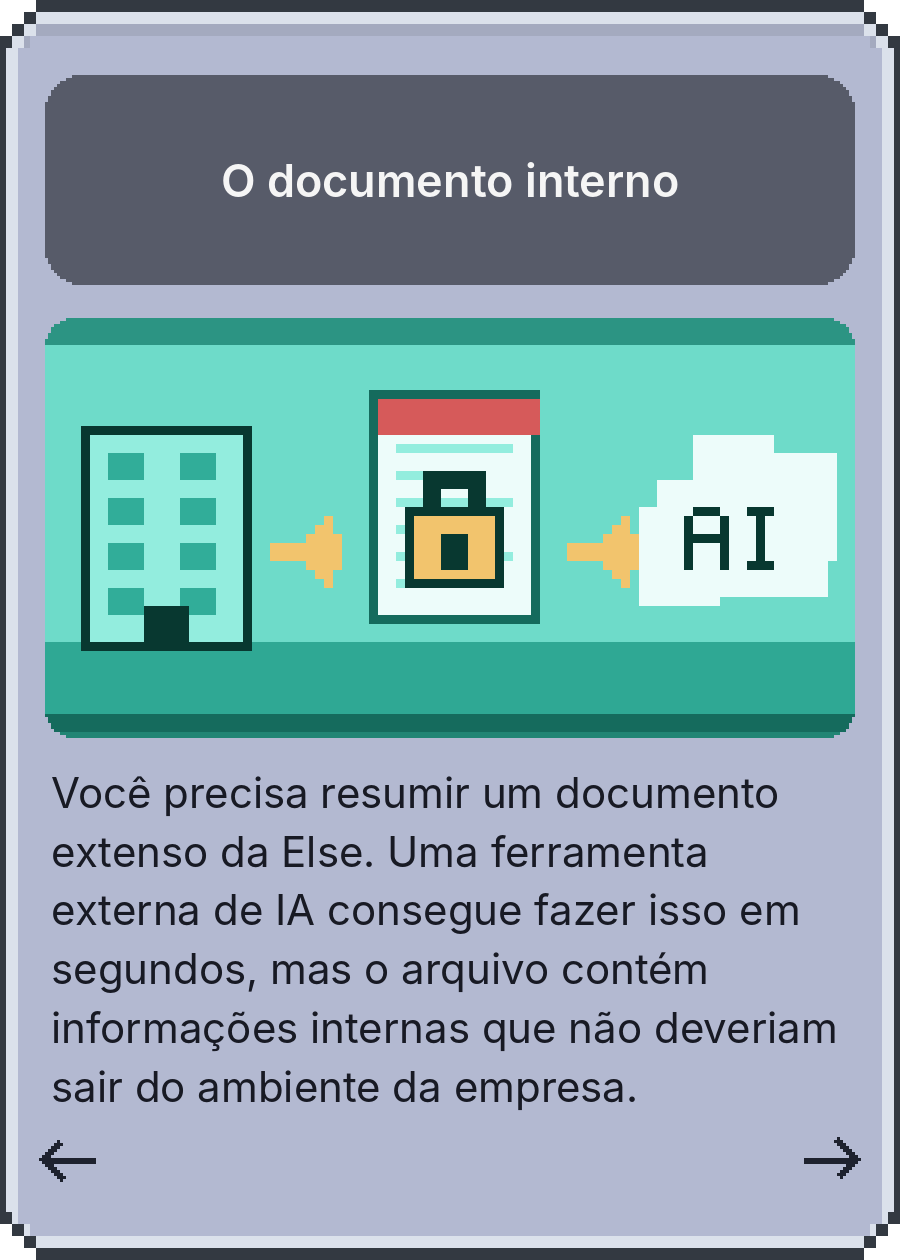 O documento interno
AI
Você precisa resumir um documento
extenso da Else. Uma ferramenta
externa de IA consegue fazer isso em
segundos, mas o arquivo contém
informações internas que não deveriam
sair do ambiente da empresa.